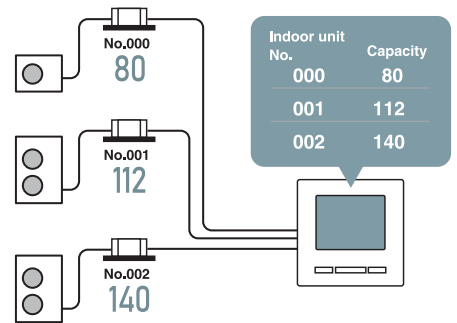 No.000
80
No.001
112
No.002
140
Indoor unit
No.
Capacity
000 80
001 112
002 140